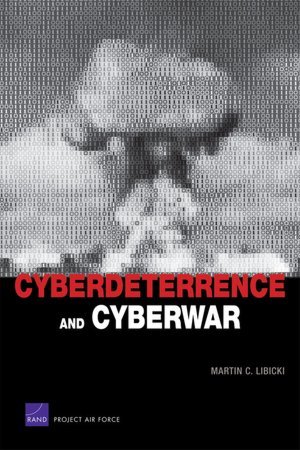 CYBERDETERRENCE
AND CYBERWAR
MARTIN C. LIBICKI
RAND PROJECT AIR FORCE